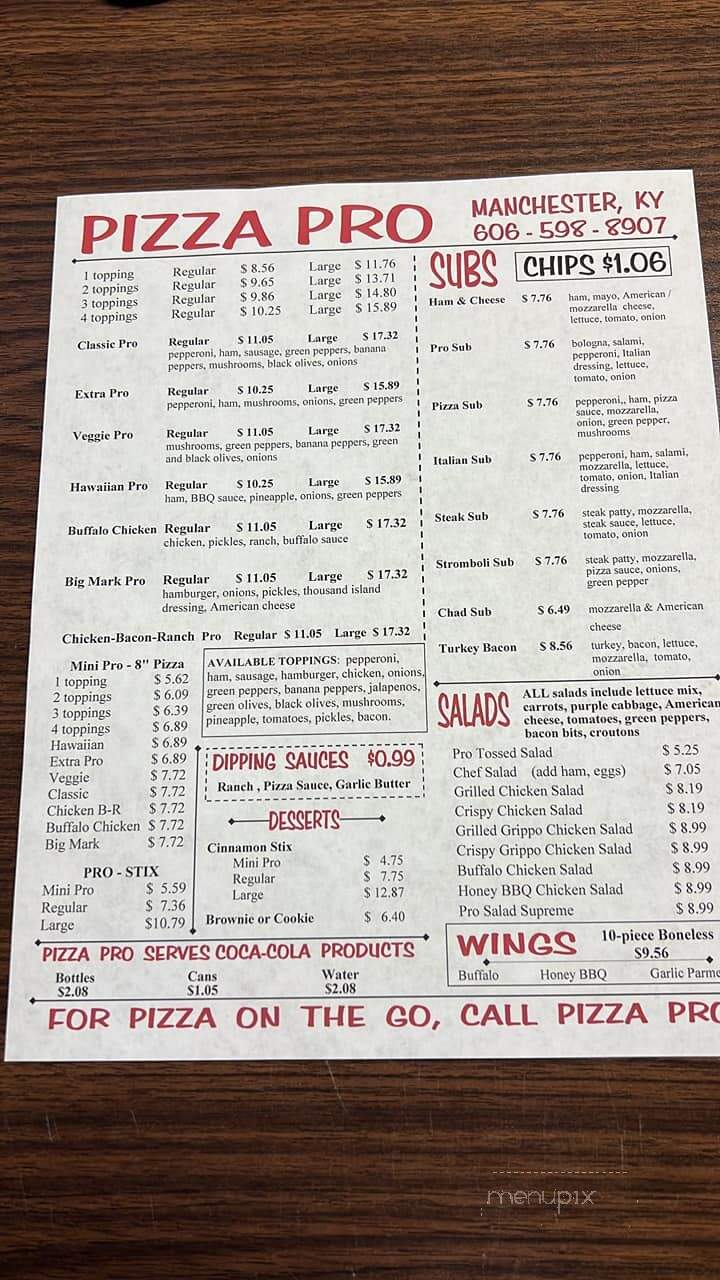 PIZZA PRO
MANCHESTER, KY
606 - 598 - 8907
1 topping Regular $ 8.56 Large $ 11.76
2 toppings Regular $ 9.65 Large $ 13.71
3 toppings Regular $ 9.86 Large $ 14.80
4 toppings Regular $ 10.25 Large $ 15.89
Classic Pro Regular $ 11.05 Large $ 17.32
pepperoni, ham, sausage, green peppers, banana
peppers, mushrooms, black olives, onions
Extra Pro Regular $ 10.25 Large $ 15.89
pepperoni, ham, mushrooms, onions, green peppers
Veggie Pro Regular $ 11.05 Large $ 17.32
mushrooms, green peppers, banana peppers, green
and black olives, onions
Hawaiian Pro Regular $ 10.25 Large $ 15.89
ham, BBQ sauce, pineapple, onions, green peppers
Buffalo Chicken Regular $ 11.05 Large $ 17.32
chicken, pickles, ranch, buffalo sauce
Big Mark Pro Regular $ 11.05 Large $ 17.32
hamburger, onions, pickles, thousand island
dressing, American cheese
Chicken-Bacon-Ranch Pro Regular $ 11.05 Large $ 17.32
Mini Pro - 8" Pizza
1 topping $ 5.62
2 toppings $ 6.09
3 toppings $ 6.39
4 toppings $ 6.89
Hawaiian $ 6.89
Extra Pro $ 6.89
Veggie $ 7.72
Classic $ 7.72
Chicken B-R $ 7.72
Buffalo Chicken $ 7.72
Big Mark $ 7.72
PRO - STIX
Mini Pro $ 5.59
Regular $ 7.36
Large $10.79
AVAILABLE TOPPINGS: pepperoni,
ham, sausage, hamburger, chicken, onions,
green peppers, banana peppers, jalapenos,
green olives, black olives, mushrooms,
pineapple, tomatoes, pickles, bacon.
DIPPING SAUCES $0.99
Ranch , Pizza Sauce, Garlic Butter
DESSERTS
Cinnamon Stix
Mini Pro $ 4.75
Regular $ 7.75
Large $ 12.87
Brownie or Cookie $ 6.40
PIZZA PRO SERVES COCA-COLA PRODUCTS
Bottles Cans Water
$2.08 $1.05 $2.08
SUBS CHIPS $1.06
Ham & Cheese $ 7.76 ham, mayo, American /
mozzarella cheese,
lettuce, tomato, onion
Pro Sub $ 7.76 bologna, salami,
pepperoni, Italian
dressing, lettuce,
tomato, onion
Pizza Sub $ 7.76 pepperoni,, ham, pizza
sauce, mozzarella,
onion, green pepper,
mushrooms
Italian Sub $ 7.76 pepperoni, ham, salami,
mozzarella, lettuce,
tomato, onion, Italian
dressing
Steak Sub $ 7.76 steak patty, mozzarella,
steak sauce, lettuce,
tomato, onion
Stromboli Sub $ 7.76 steak patty, mozzarella,
pizza sauce, onions,
green pepper
Chad Sub $ 6.49 mozzarella & American
cheese
Turkey Bacon $ 8.56 turkey, bacon, lettuce,
mozzarella, tomato,
onion
SALADS
ALL salads include lettuce mix,
carrots, purple cabbage, American
cheese, tomatoes, green peppers,
bacon bits, croutons
Pro Tossed Salad $ 5.25
Chef Salad (add ham, eggs) $ 7.05
Grilled Chicken Salad $ 8.19
Crispy Chicken Salad $ 8.19
Grilled Grippo Chicken Salad $ 8.99
Crispy Grippo Chicken Salad $ 8.99
Buffalo Chicken Salad $ 8.99
Honey BBQ Chicken Salad $ 8.99
Pro Salad Supreme $ 8.99
WINGS 10-piece Boneless
$9.56
Buffalo Honey BBQ Garlic Parme
FOR PIZZA ON THE GO, CALL PIZZA PRO
menupix